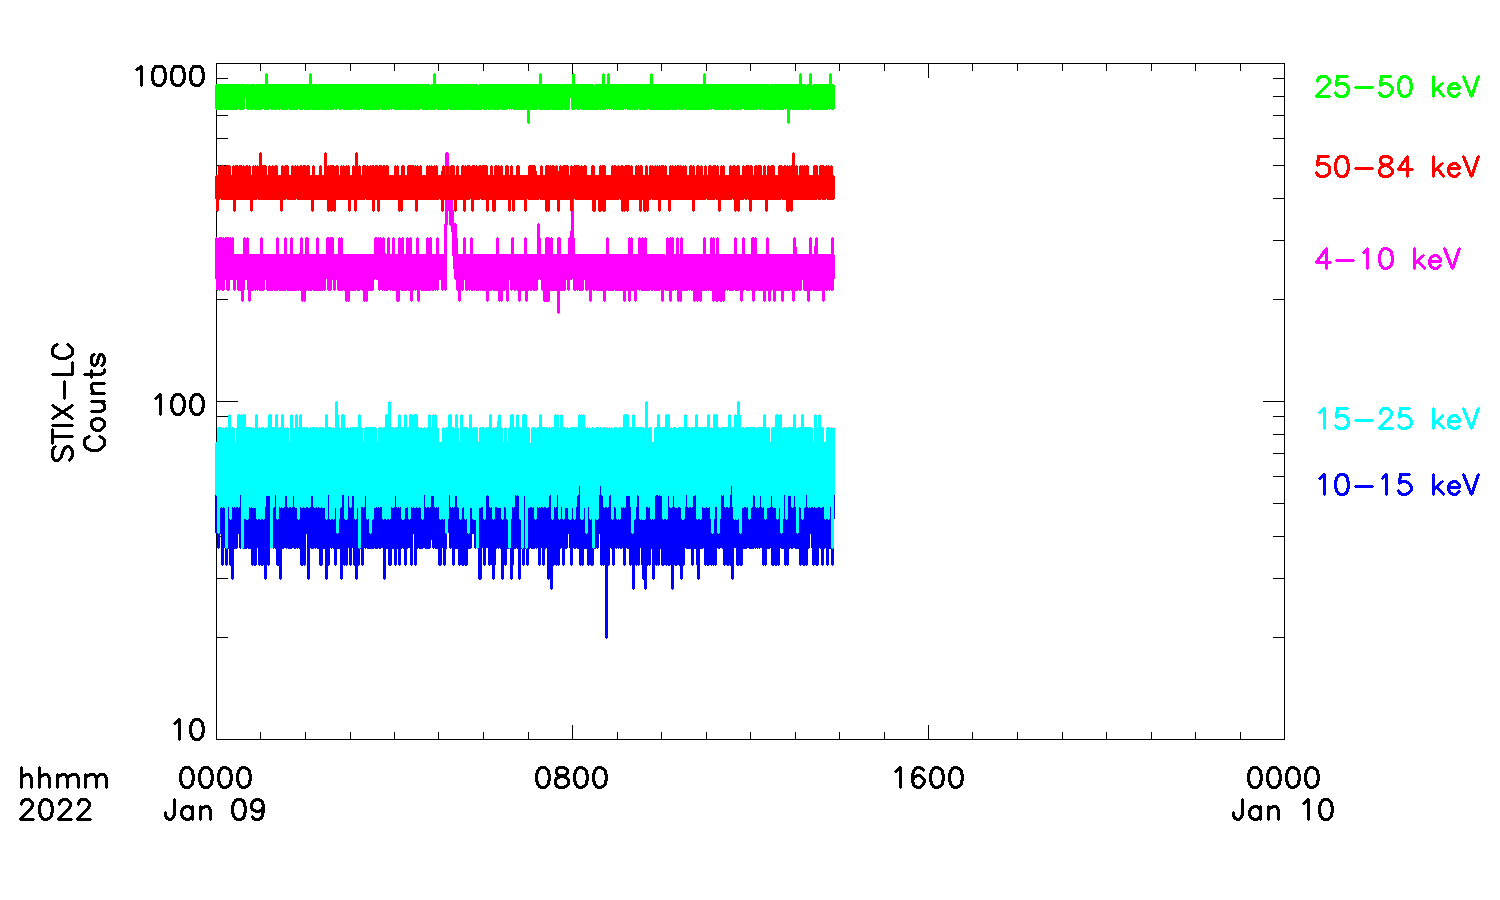 1000
100
10
STIX-LC
Counts
25-50 keV
50-84 keV
4-10 keV
15-25 keV
10-15 keV
hhmm 0000 0800 1600 0000
2022 Jan 09 Jan 10